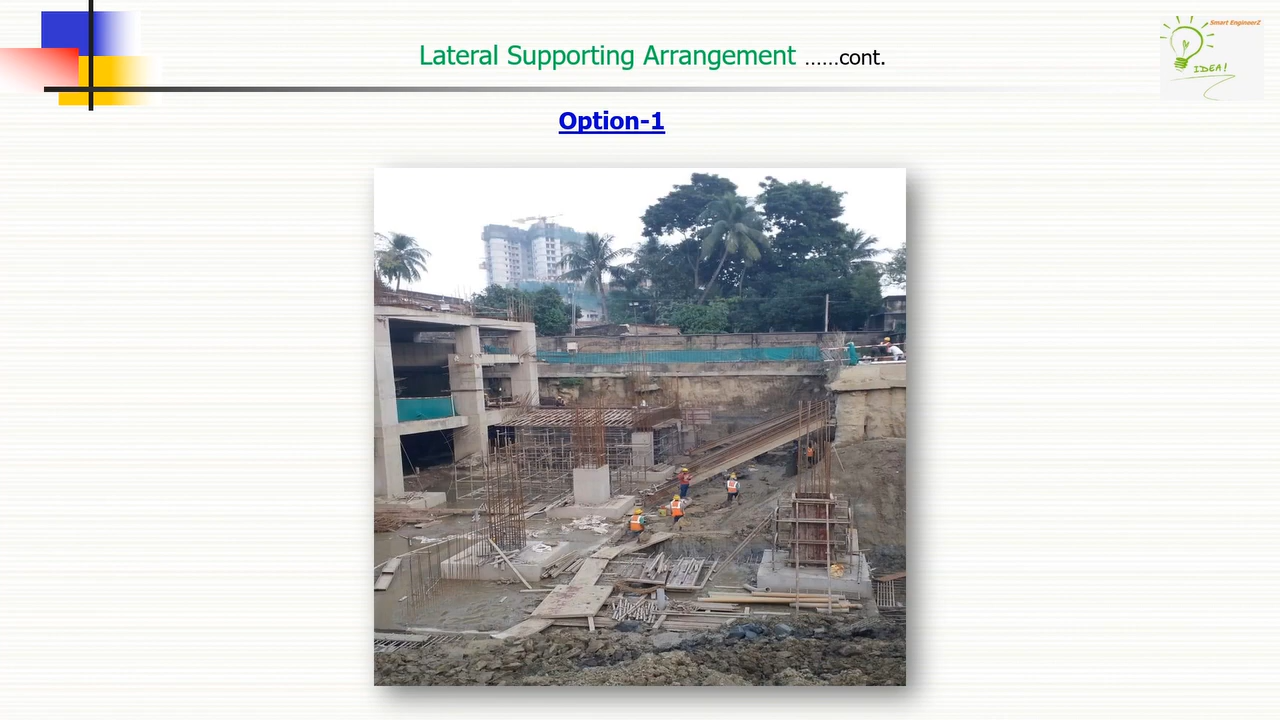 Lateral Supporting Arrangement ......cont.
Smart EngineerZ
IDEA!
Option-1